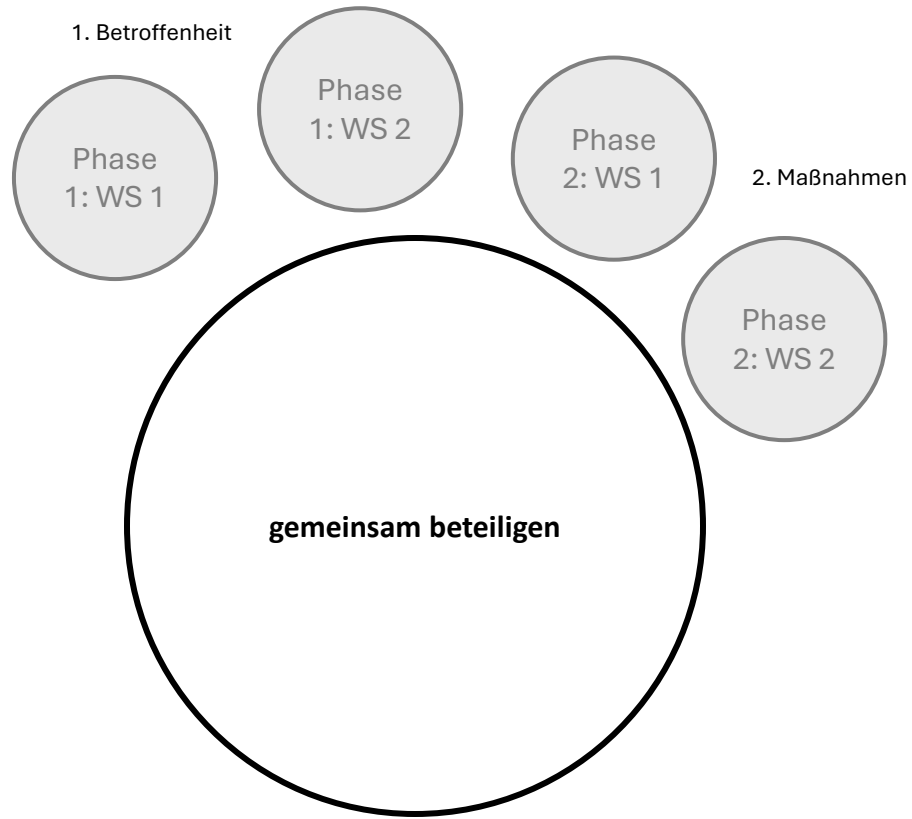 1. Betroffenheit
Phase
1: WS 1
Phase
1: WS 2
Phase
2: WS 1
2. Maßnahmen
Phase
2: WS 2
gemeinsam beteiligen